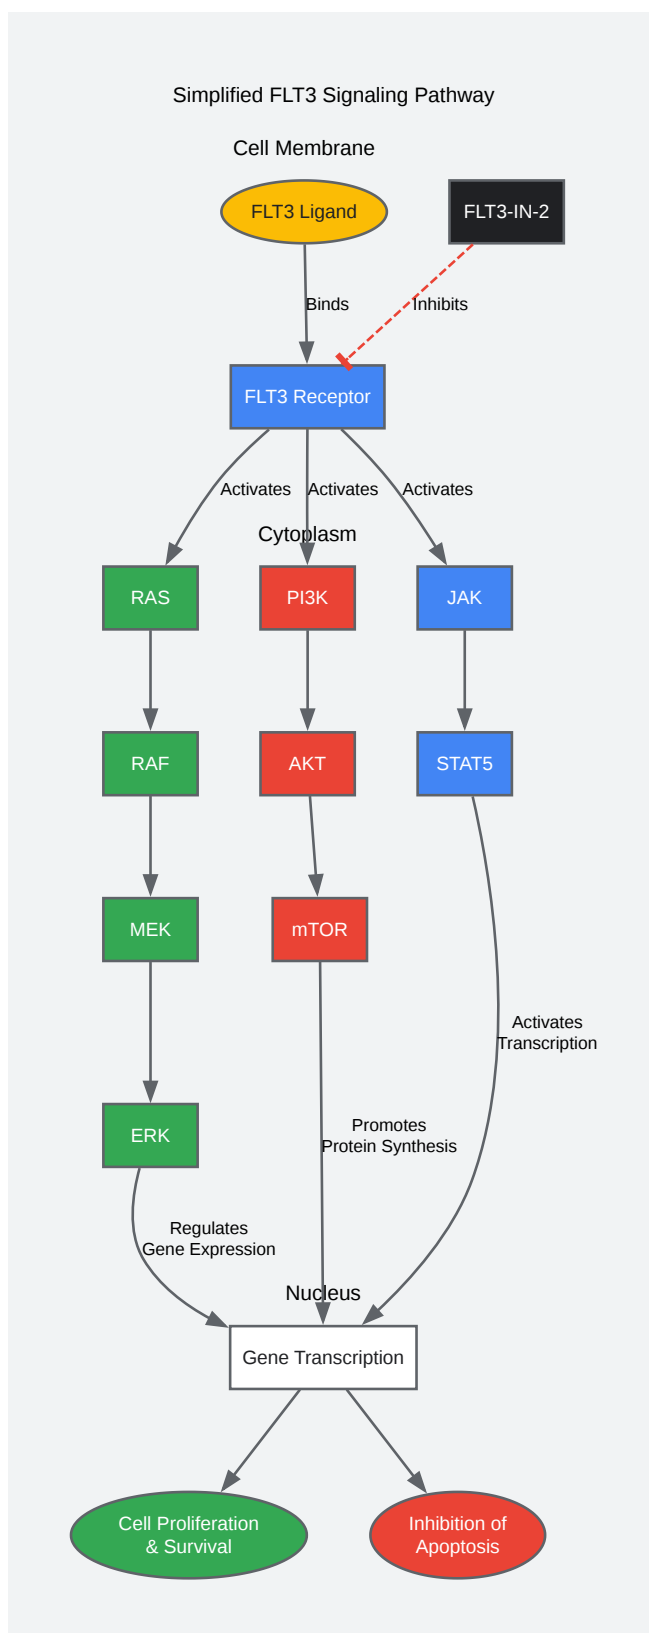 Simplified FLT3 Signaling Pathway
Cell Membrane
FLT3 Ligand
FLT3-IN-2
Binds
Inhibits
FLT3 Receptor
Activates
Activates
Activates
Cytoplasm
RAS
PI3K
JAK
RAF
AKT
STAT5
MEK
mTOR
Activates
Transcription
ERK
Promotes
Protein Synthesis
Regulates
Gene Expression
Nucleus
Gene Transcription
Cell Proliferation
& Survival
Inhibition of
Apoptosis